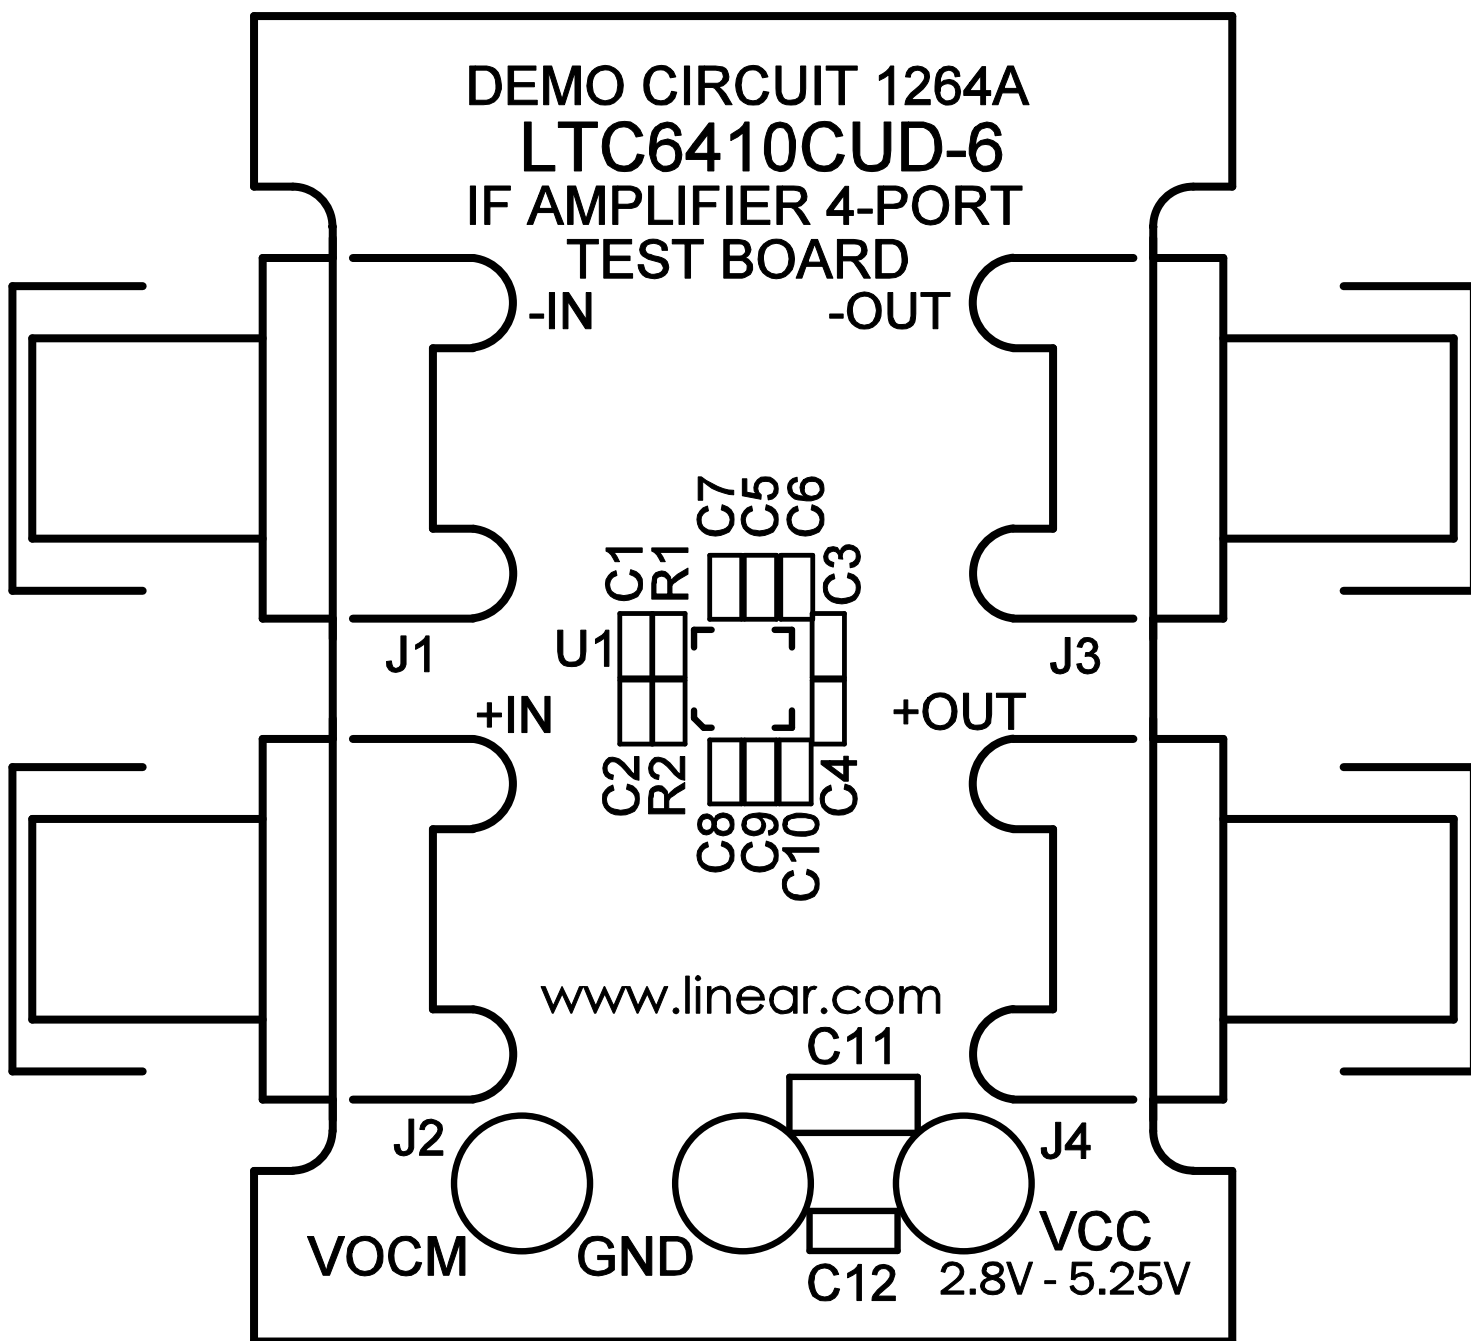 DEMO CIRCUIT 1264A
LTC6410CUD-6
IF AMPLIFIER 4-PORT
TEST BOARD
-IN
-OUT
C7
C5
C6
C1
R1
C3
U1
J1
J3
+IN
+OUT
C2
R2
C4
C8
C9
C10
www.linear.com
C11
J2
J4
VOCM
GND
VCC
2.8V - 5.25V
C12